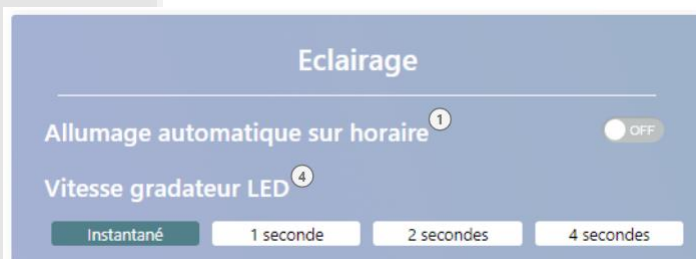 Eclairage
Allumage automatique sur horaire 1
OFF
Vitesse gradateur LED 4
Instantané 1 seconde 2 secondes 4 secondes